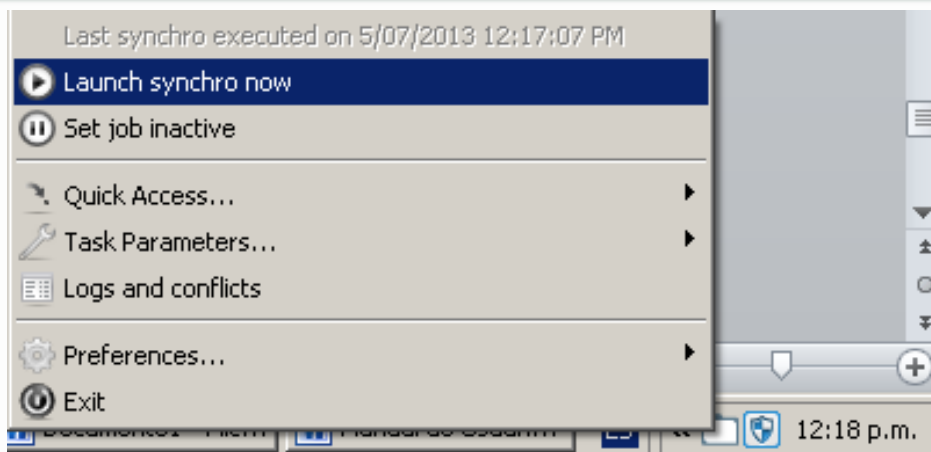 Last synchro executed on 5/07/2013 12:17:07 PM
Launch synchro now
Set job inactive
Quick Access...
Task Parameters...
Logs and conflicts
Preferences...
Exit
12:18 p.m.